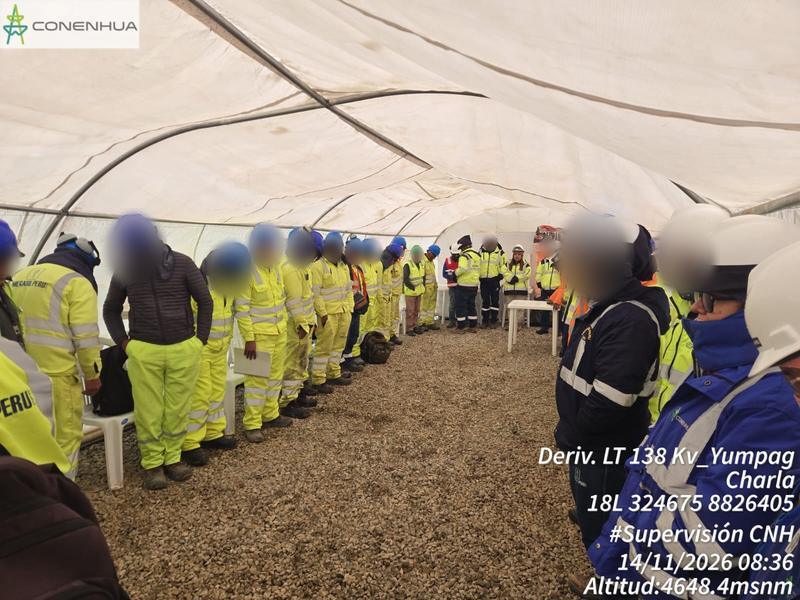 CONENHUA
PERU
PERU
Deriv. LT 138 Kv_Yumpag
Charla
18L 324675 8826405
#Supervisión CNH
14/11/2026 08:36
Altitud:4648.4msnm